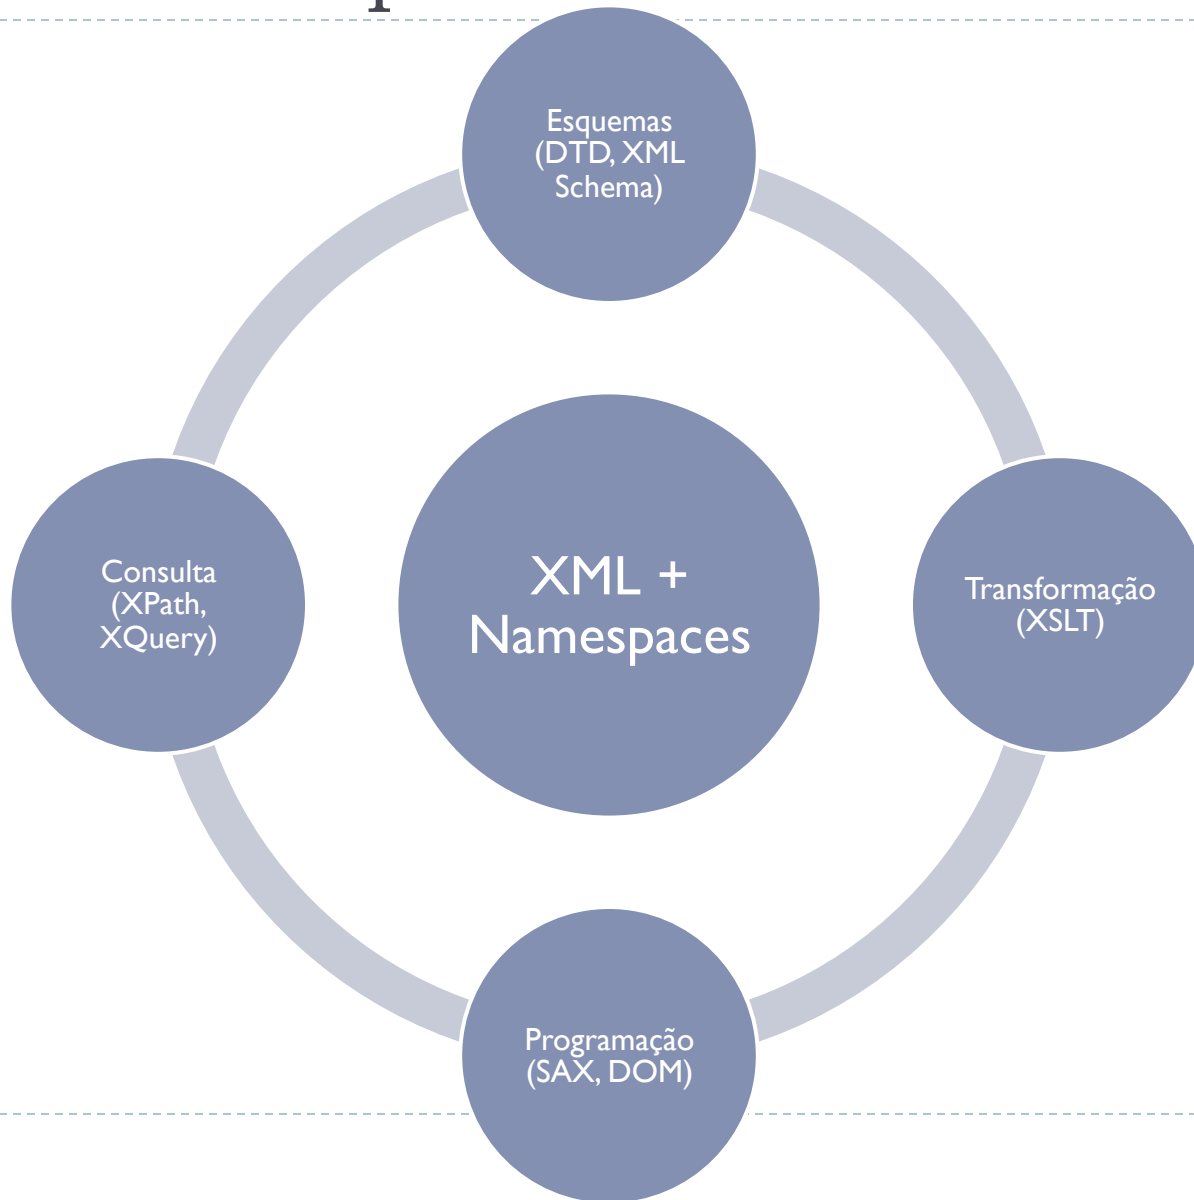 Esquemas
(DTD, XML
Schema)
Consulta
(XPath,
XQuery)
XML +
Namespaces
Transformação
(XSLT)
Programação
(SAX, DOM)